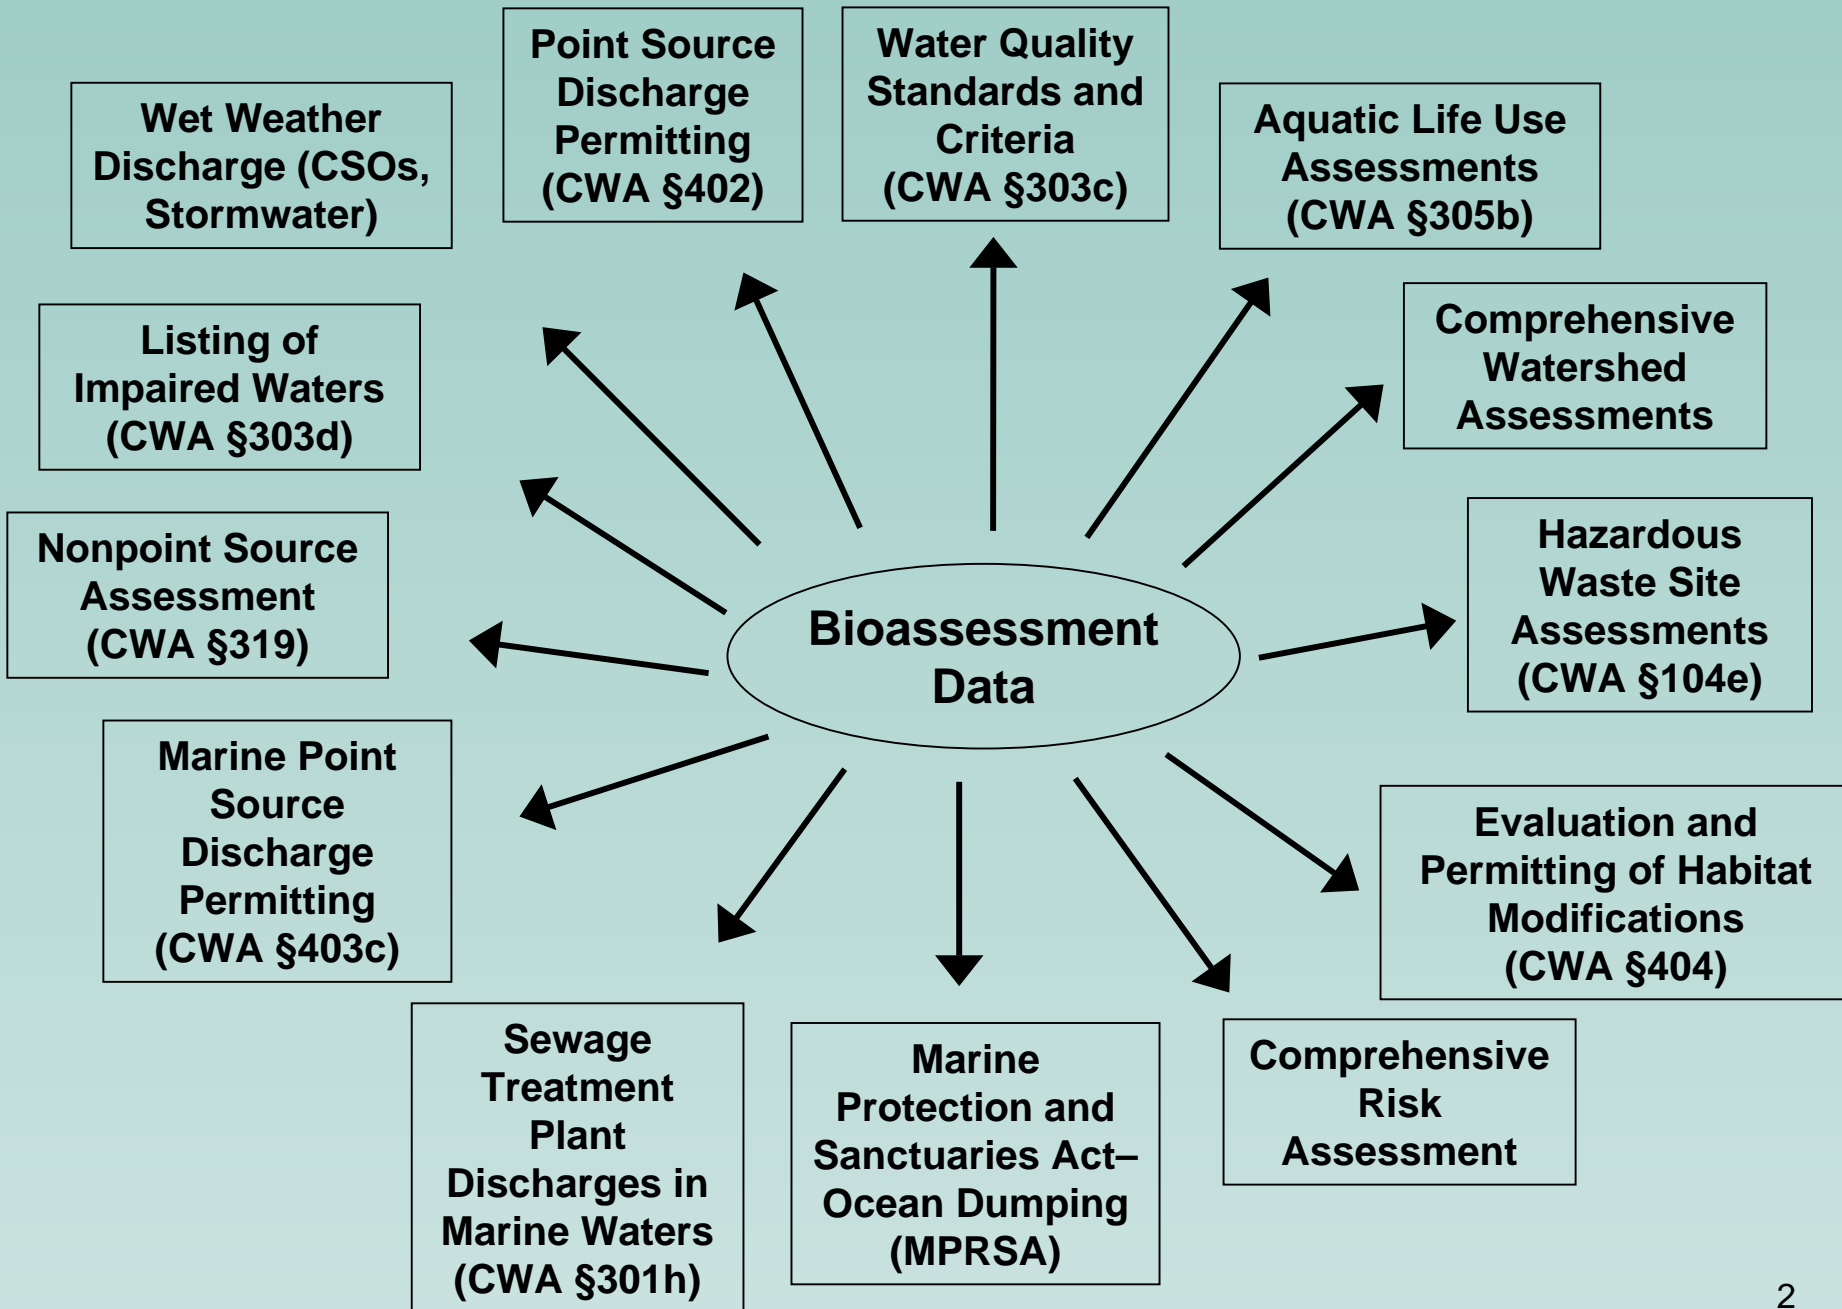 Point Source
Discharge
Permitting
(CWA §402)
Water Quality
Standards and
Criteria
(CWA §303c)
Wet Weather
Discharge (CSOs,
Stormwater)
Aquatic Life Use
Assessments
(CWA §305b)
Listing of
Impaired Waters
(CWA §303d)
Comprehensive
Watershed
Assessments
Nonpoint Source
Assessment
(CWA §319)
Bioassessment
Data
Hazardous
Waste Site
Assessments
(CWA §104e)
Marine Point
Source
Discharge
Permitting
(CWA §403c)
Evaluation and
Permitting of Habitat
Modifications
(CWA §404)
Sewage
Treatment
Plant
Discharges in
Marine Waters
(CWA §301h)
Marine
Protection and
Sanctuaries Act–
Ocean Dumping
(MPRSA)
Comprehensive
Risk
Assessment
2